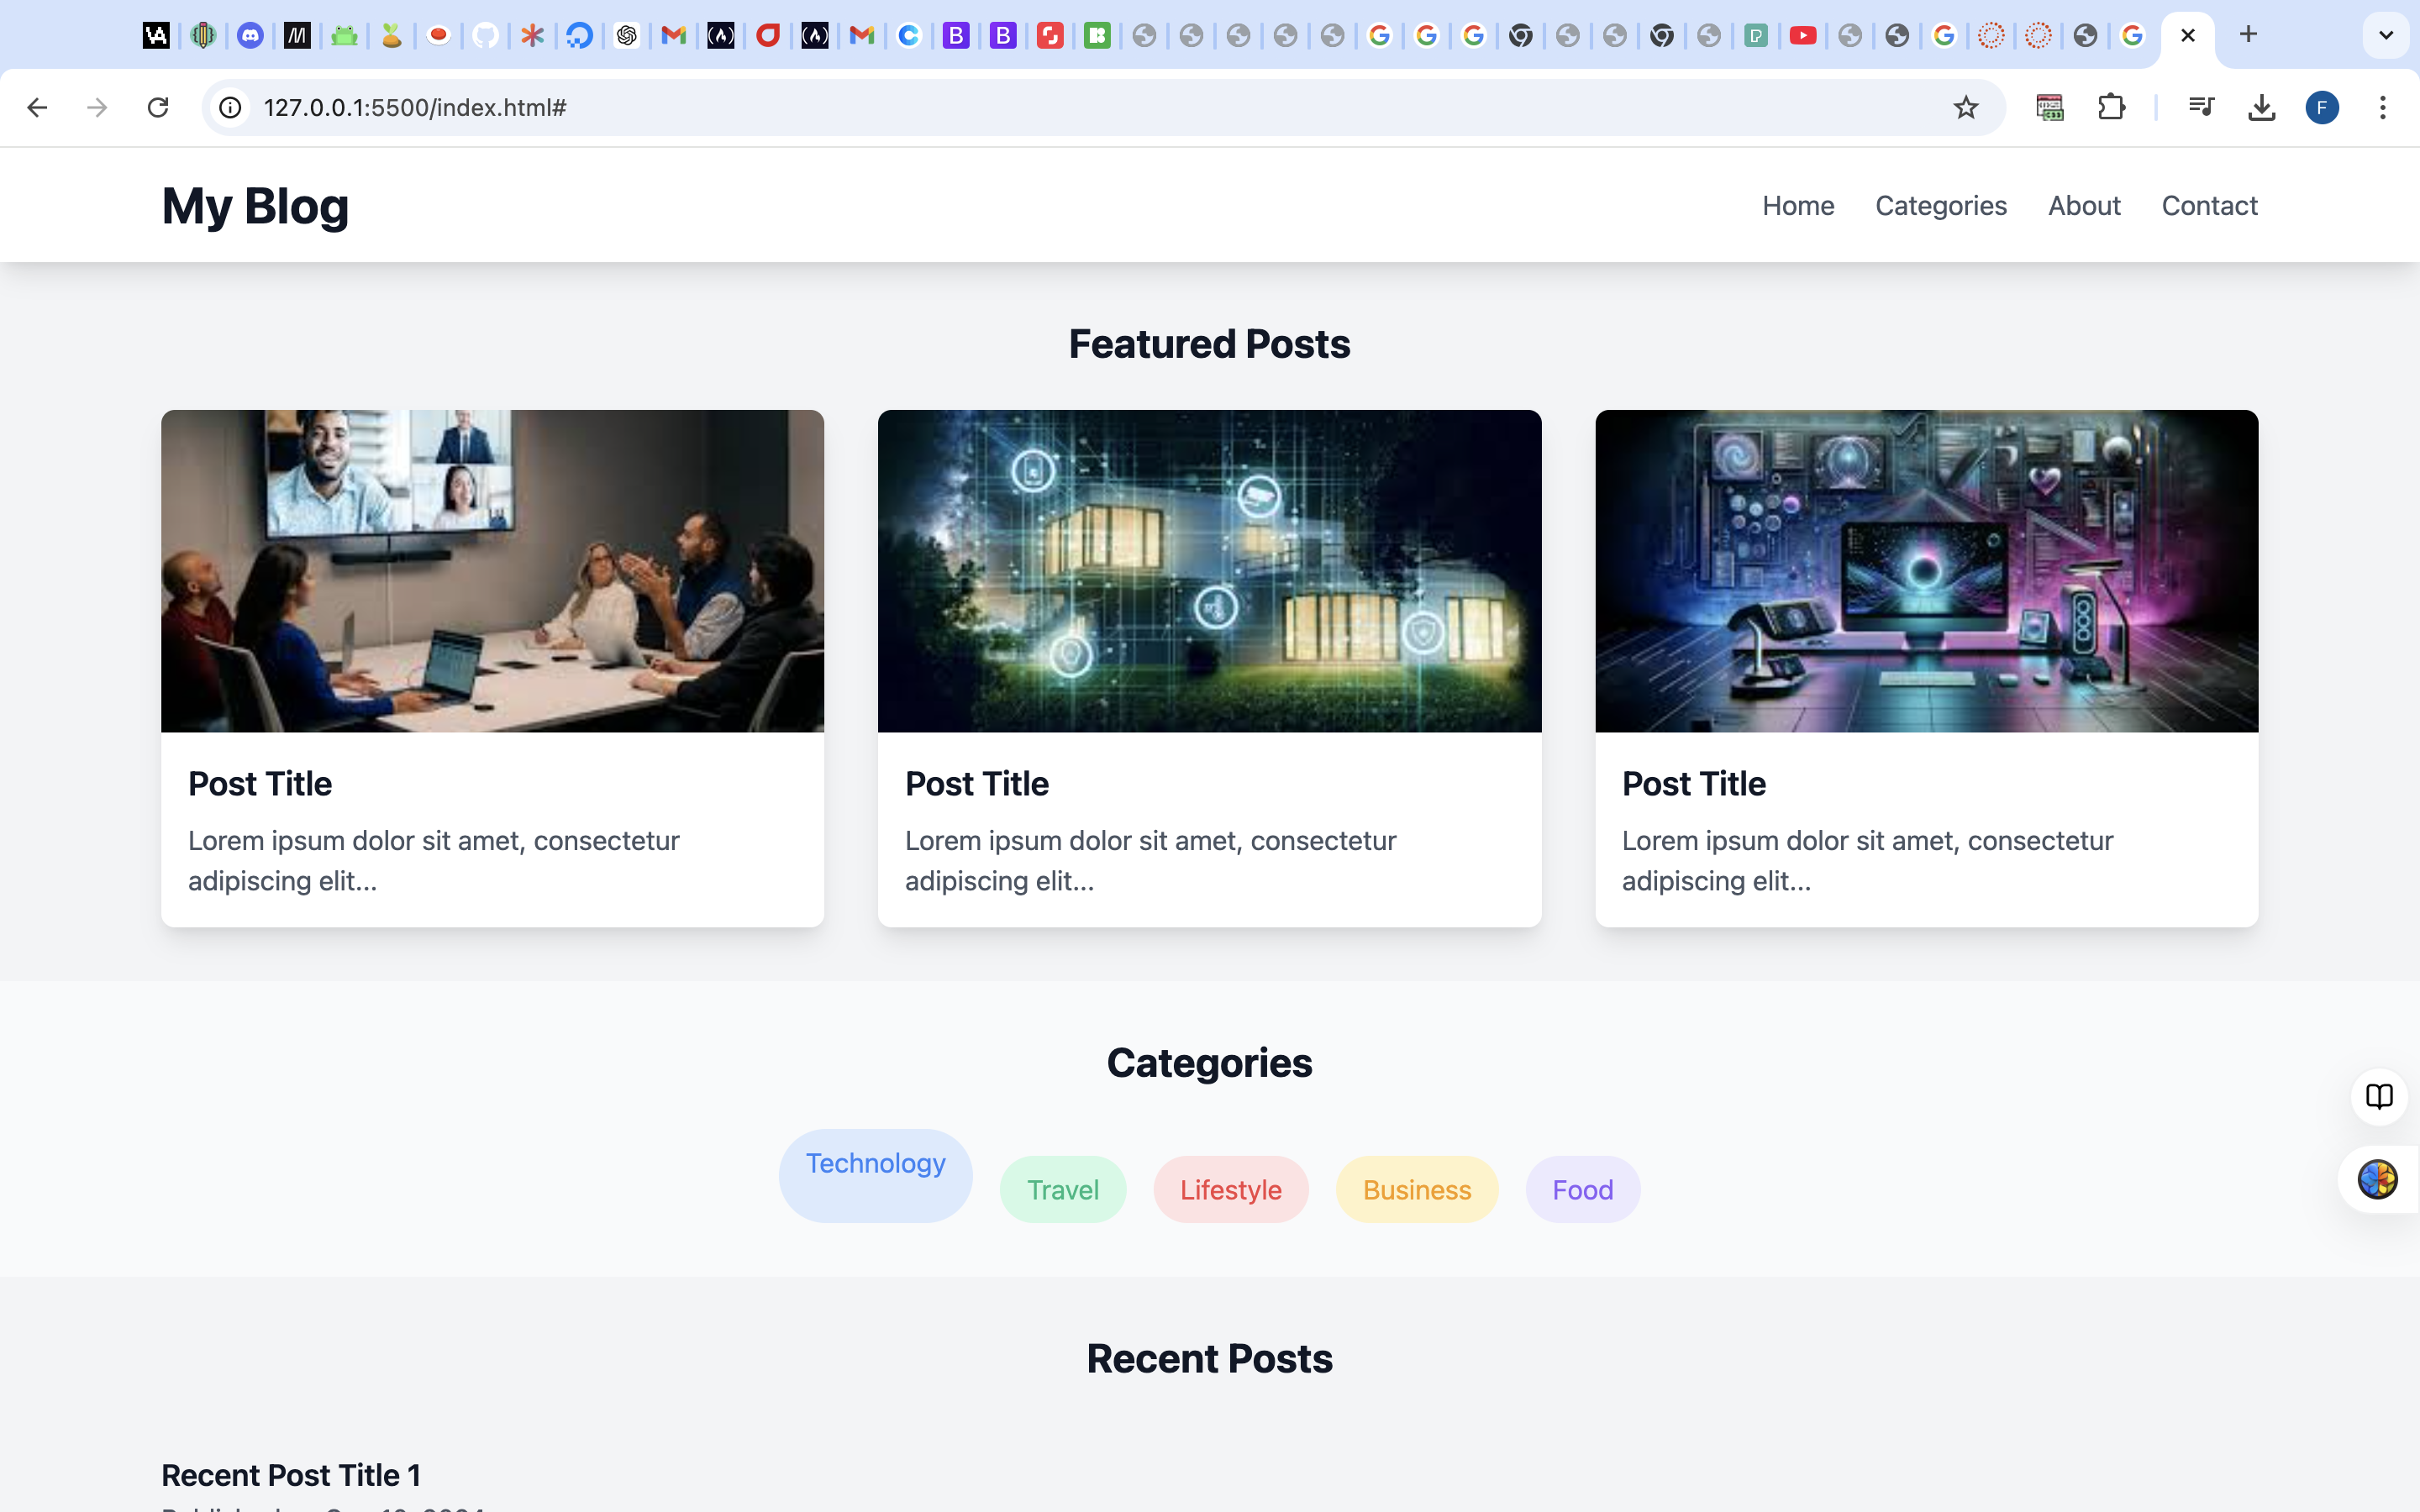 127.0.0.1:5500/index.html#
F
My Blog
Home Categories About Contact
Featured Posts
Post Title
Lorem ipsum dolor sit amet, consectetur
adipiscing elit...
Post Title
Lorem ipsum dolor sit amet, consectetur
adipiscing elit...
Post Title
Lorem ipsum dolor sit amet, consectetur
adipiscing elit...
Categories
Technology
Travel
Lifestyle
Business
Food
Recent Posts
Recent Post Title 1